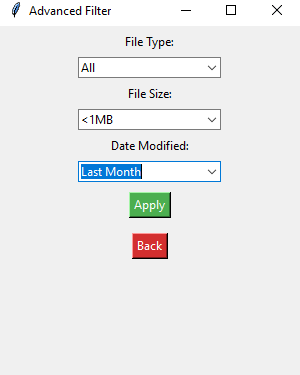 Advanced Filter
File Type:
All
File Size:
<1MB
Date Modified:
Last Month
Apply
Back